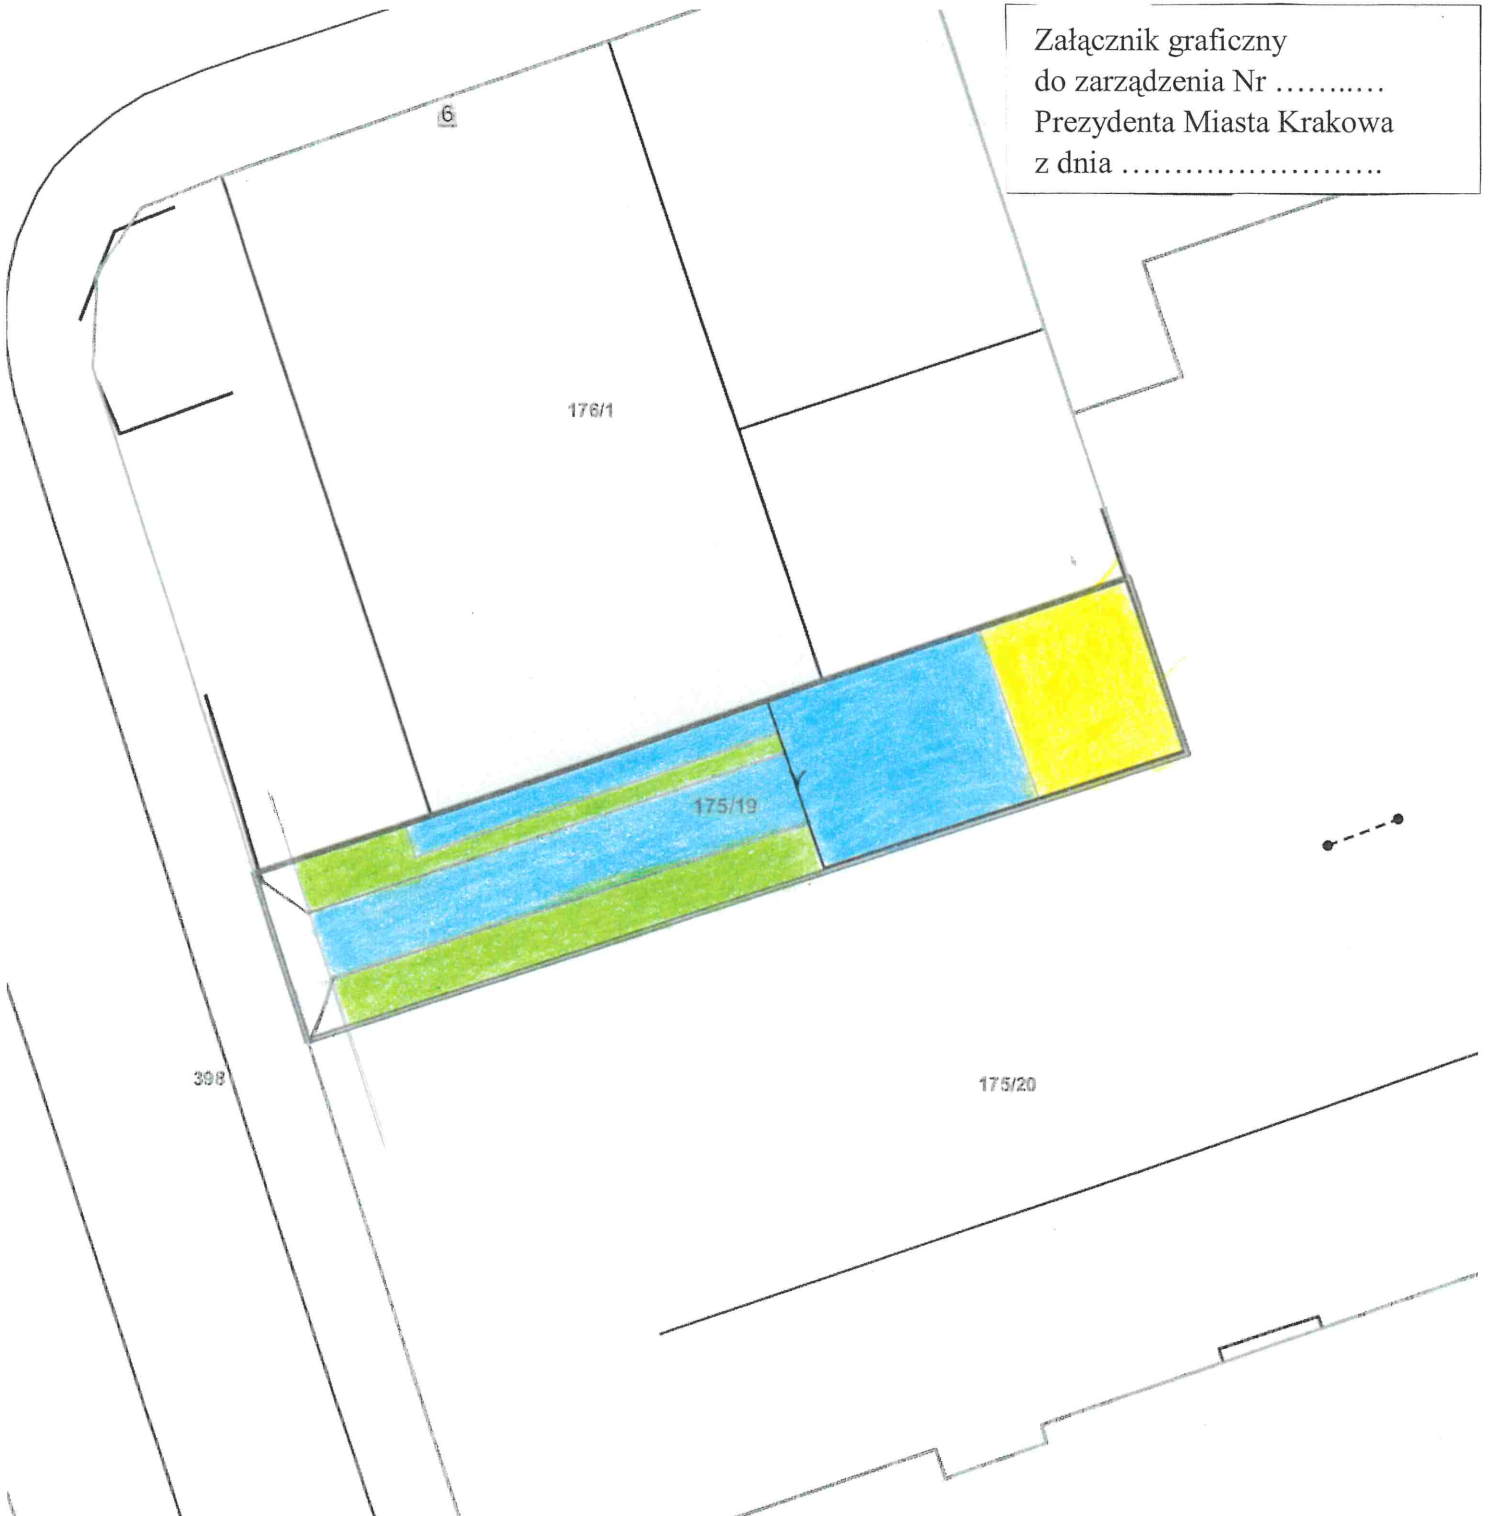 Załącznik graficzny
do zarządzenia Nr ……..…
Prezydenta Miasta Krakowa
z dnia …………………….
6
176/1
175/19
398
175/20